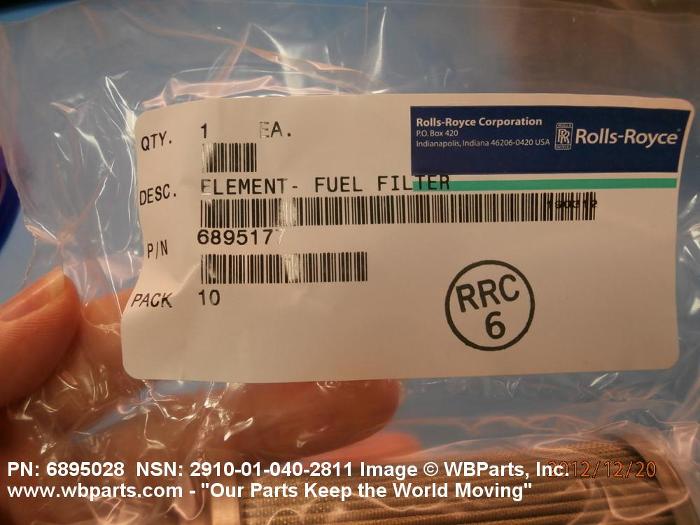 QTY. 1 EA.
Rolls-Royce Corporation
P.O. Box 420
Indianapolis, Indiana 46206-0420 USA
RR
Rolls-Royce
DESC. ELEMENT- FUEL FILTER
P/N 6895177
PACK 10
RRC
6
2012/12/20
PN: 6895028 NSN: 2910-01-040-2811 Image © WBParts, Inc.
www.wbparts.com - "Our Parts Keep the World Moving"